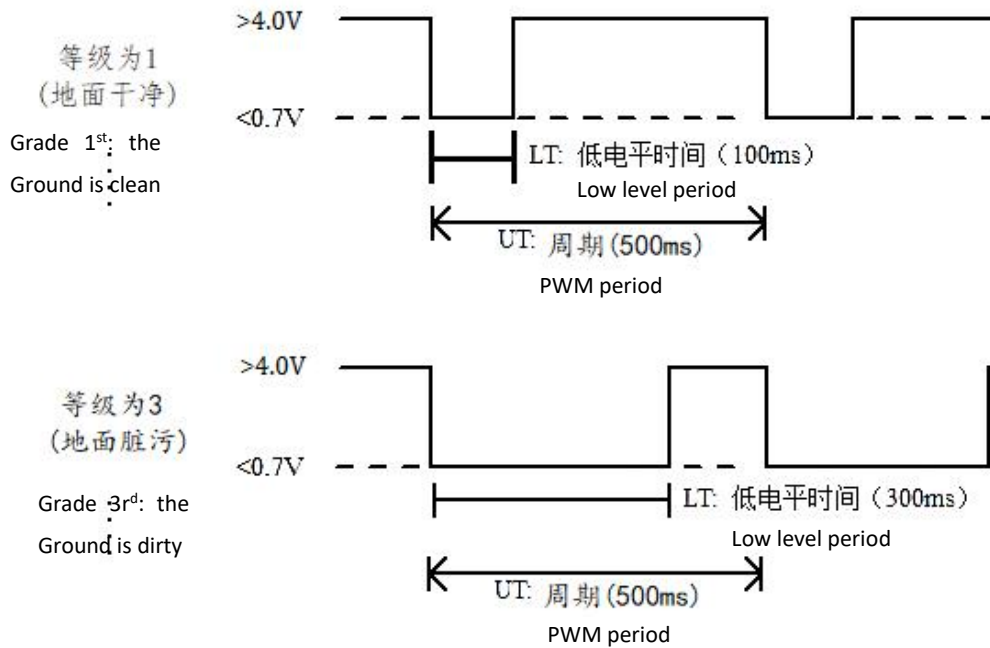 >4.0V
等级为1
(地面干净)
<0.7V
Grade 1st: the
Ground is clean
LT: 低电平时间（100ms）
Low level period
UT: 周期(500ms)
PWM period
>4.0V
等级为3
(地面脏污)
<0.7V
Grade 3rd: the
Ground is dirty
LT: 低电平时间（300ms）
Low level period
UT: 周期(500ms)
PWM period